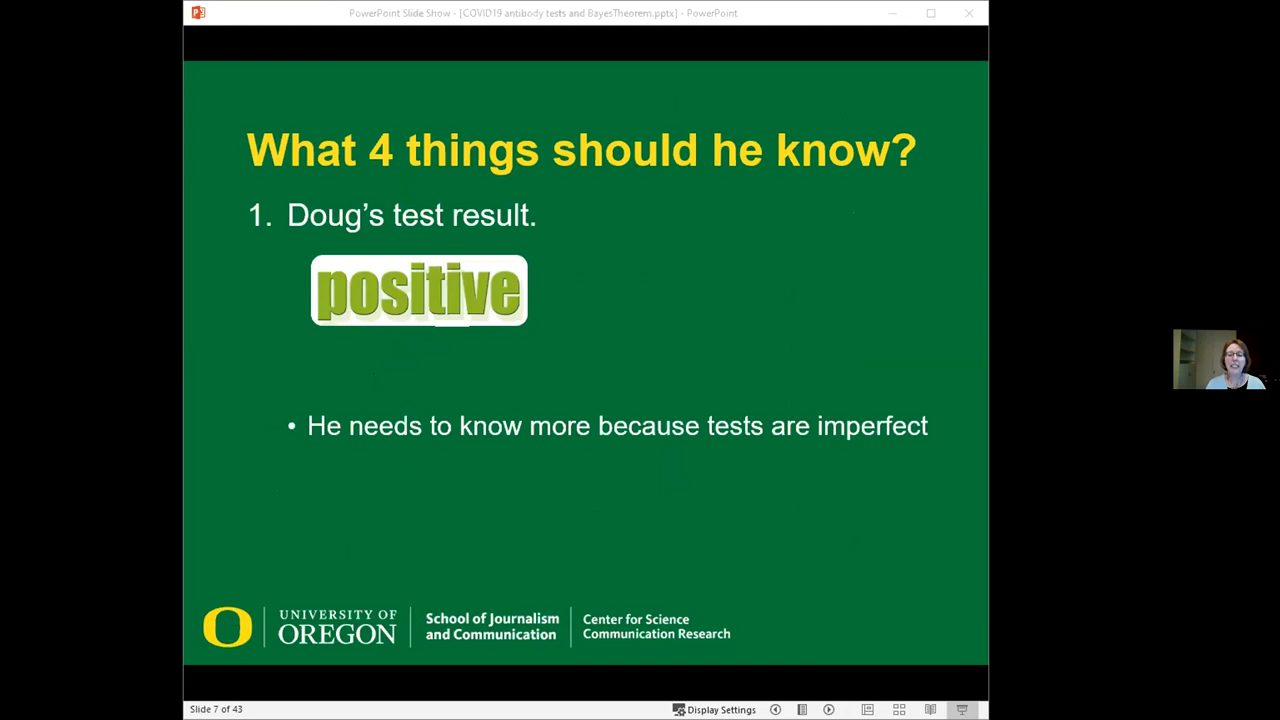 PowerPoint Slide Show - [COVID19 antibody tests and BayesTheorem.pptx] - PowerPoint
What 4 things should he know?
1. Doug's test result.
positive
• He needs to know more because tests are imperfect
O
UNIVERSITY OF
OREGON
School of Journalism
and Communication
Center for Science
Communication Research
Slide 7 of 43
Display Settings